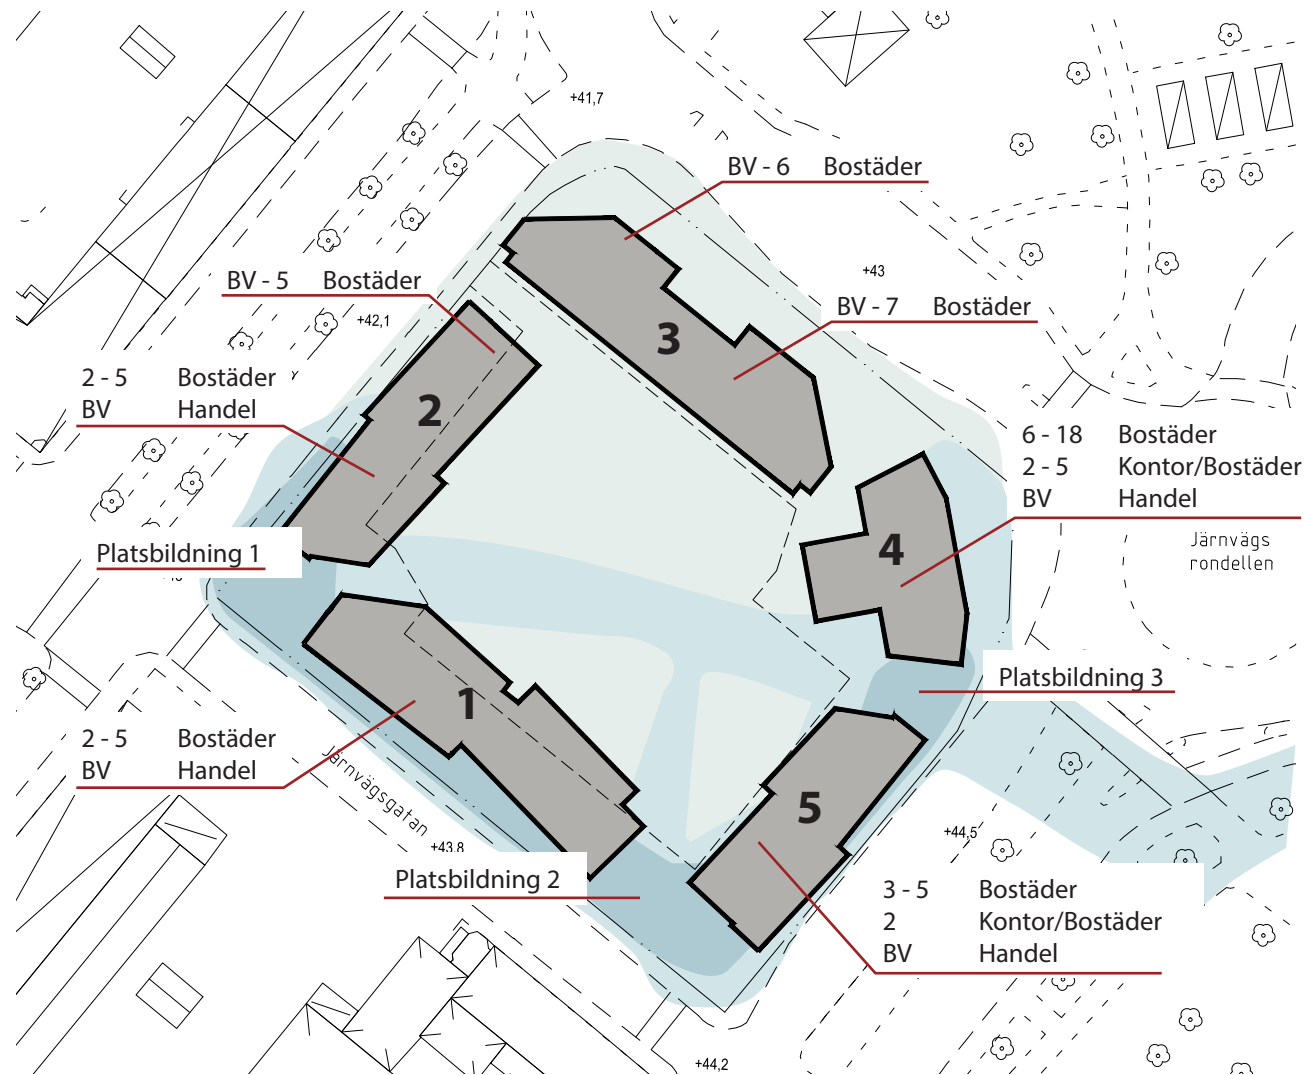 +41,7
BV - 6 Bostäder
+43
BV - 5 Bostäder
BV - 7 Bostäder
+42,1
3
2 - 5 Bostäder
BV Handel
2
6 - 18 Bostäder
2 - 5 Kontor/Bostäder
BV Handel
4
Järnvägs
rondellen
Platsbildning 1
Platsbildning 3
1
2 - 5 Bostäder
BV Handel
Järnvägsgatan
5
+43,8
+44,5
Platsbildning 2
3 - 5 Bostäder
2 Kontor/Bostäder
BV Handel
+44,2